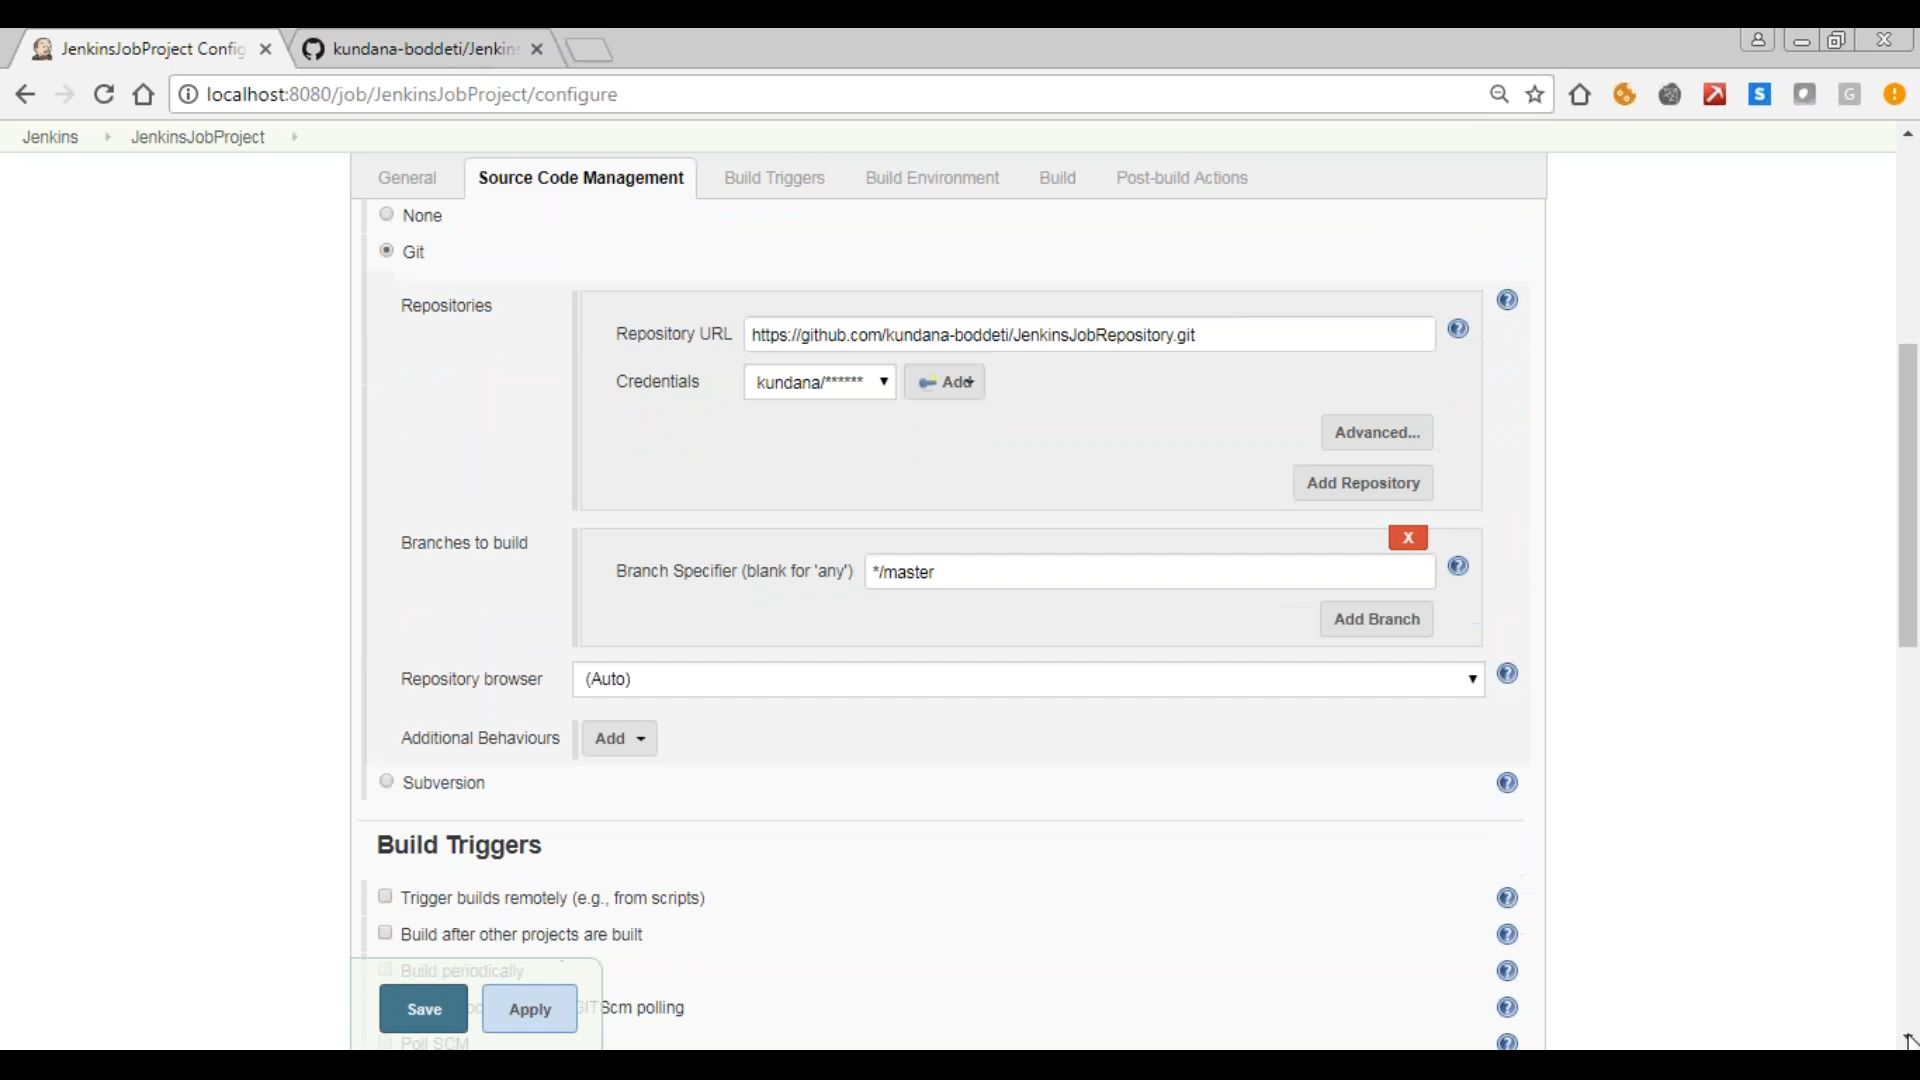 JenkinsJobProject Config
kundana-boddeti/Jenkins
localhost:8080/job/JenkinsJobProject/configure
Jenkins JenkinsJobProject
General Source Code Management Build Triggers Build Environment Build Post-build Actions
None
Git
Repositories
Repository URL https://github.com/kundana-boddeti/JenkinsJobRepository.git
Credentials kundana/****** Add
Advanced...
Add Repository
X
Branches to build
Branch Specifier (blank for 'any') */master
Add Branch
Repository browser (Auto)
Additional Behaviours Add
Subversion
Build Triggers
Trigger builds remotely (e.g., from scripts)
Build after other projects are built
Build periodically
Save Apply Scm polling
Poll SCM